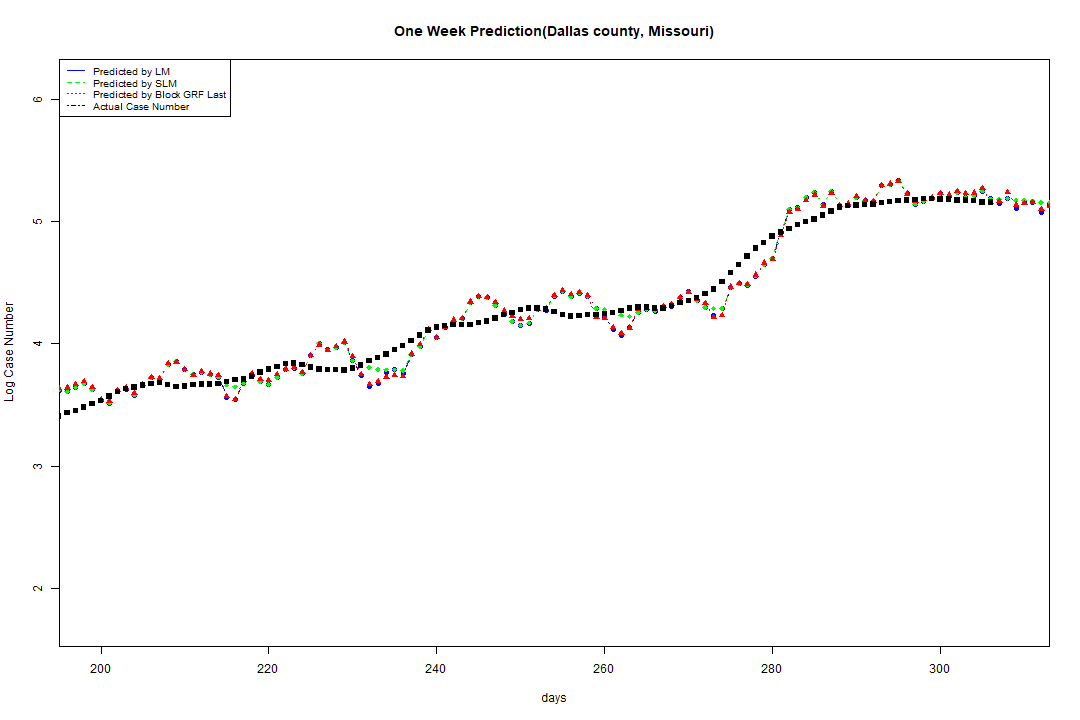 One Week Prediction(Dallas county, Missouri)
Predicted by LM
Predicted by SLM
Predicted by Block GRF Last
Actual Case Number
6
5
4
3
2
Log Case Number
200 220 240 260 280 300
days